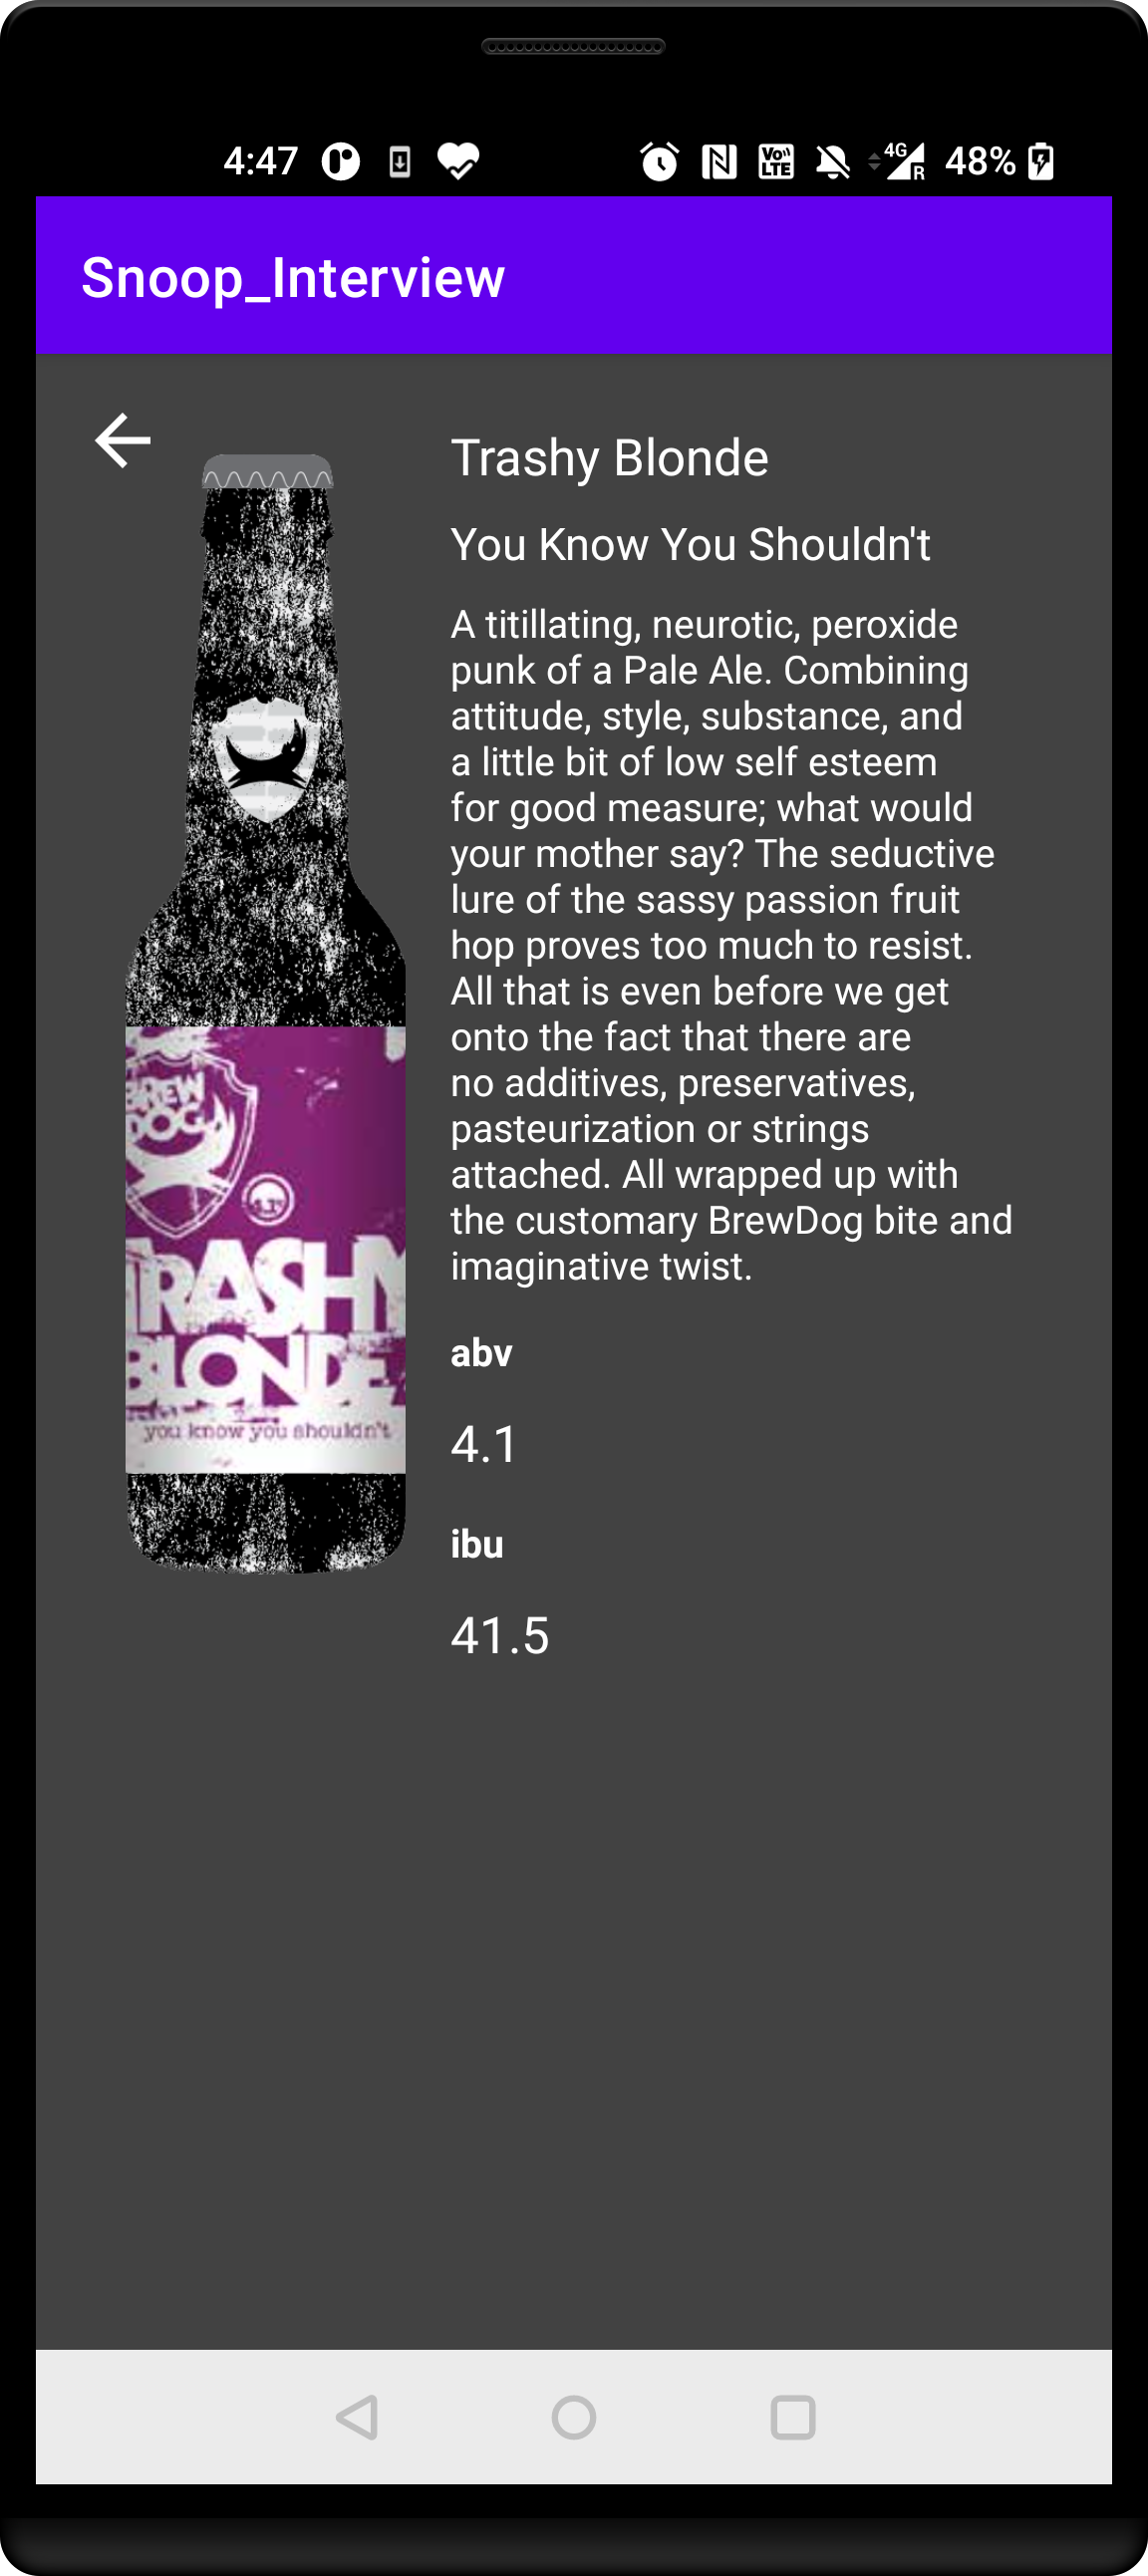 4:47
4G
R
VoLTE
48%
Snoop_Interview
Trashy Blonde
You Know You Shouldn't
A titillating, neurotic, peroxide
punk of a Pale Ale. Combining
attitude, style, substance, and
a little bit of low self esteem
for good measure; what would
your mother say? The seductive
lure of the sassy passion fruit
hop proves too much to resist.
All that is even before we get
onto the fact that there are
no additives, preservatives,
pasteurization or strings
attached. All wrapped up with
the customary BrewDog bite and
imaginative twist.
abv
4.1
ibu
41.5
BREW
DOG
TRASHY
BLONDE
you know you shouldn't